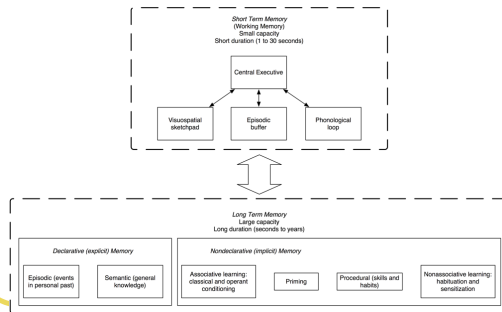 Short Term Memory
(Working Memory)
Small capacity
Short duration (1 to 30 seconds)
Central Executive
Visuospatial
sketchpad
Episodic
buffer
Phonological
loop
Long Term Memory
Large capacity
Long duration (seconds to years)
Declarative (explicit) Memory
Episodic (events
in personal past)
Semantic (general
knowledge)
Nondeclarative (implicit) Memory
Associative learning:
classical and operant
conditioning
Priming
Procedural (skills and
habits)
Nonassociative learning:
habituation and
sensitization